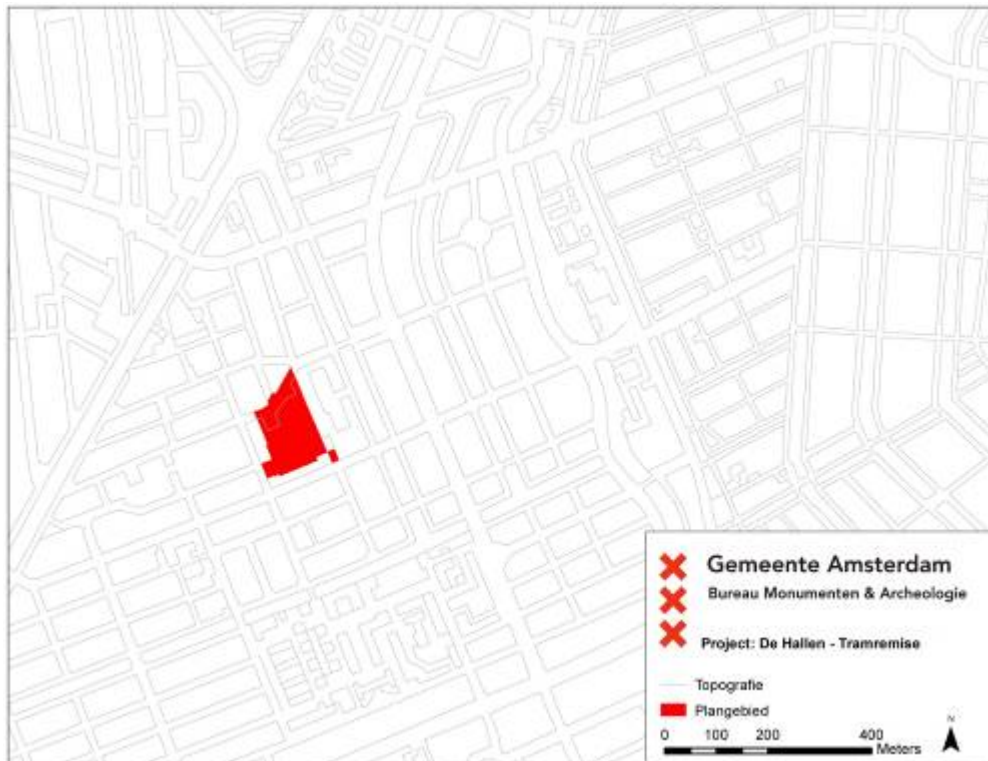 Gemeente Amsterdam
Bureau Monumenten & Archeologie
Project: De Hallen - Tramremise
Topografie
Plangebied
0 100 200 400
Meters
N